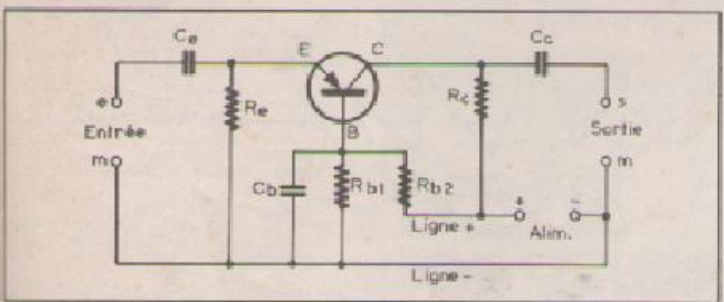 Ce
E
C
Cc
e
Re
Rc
s
Entrée
B
Sortie
m
m
Cb
Rb1
Rb2
+
-
Ligne +
Alim.
Ligne -